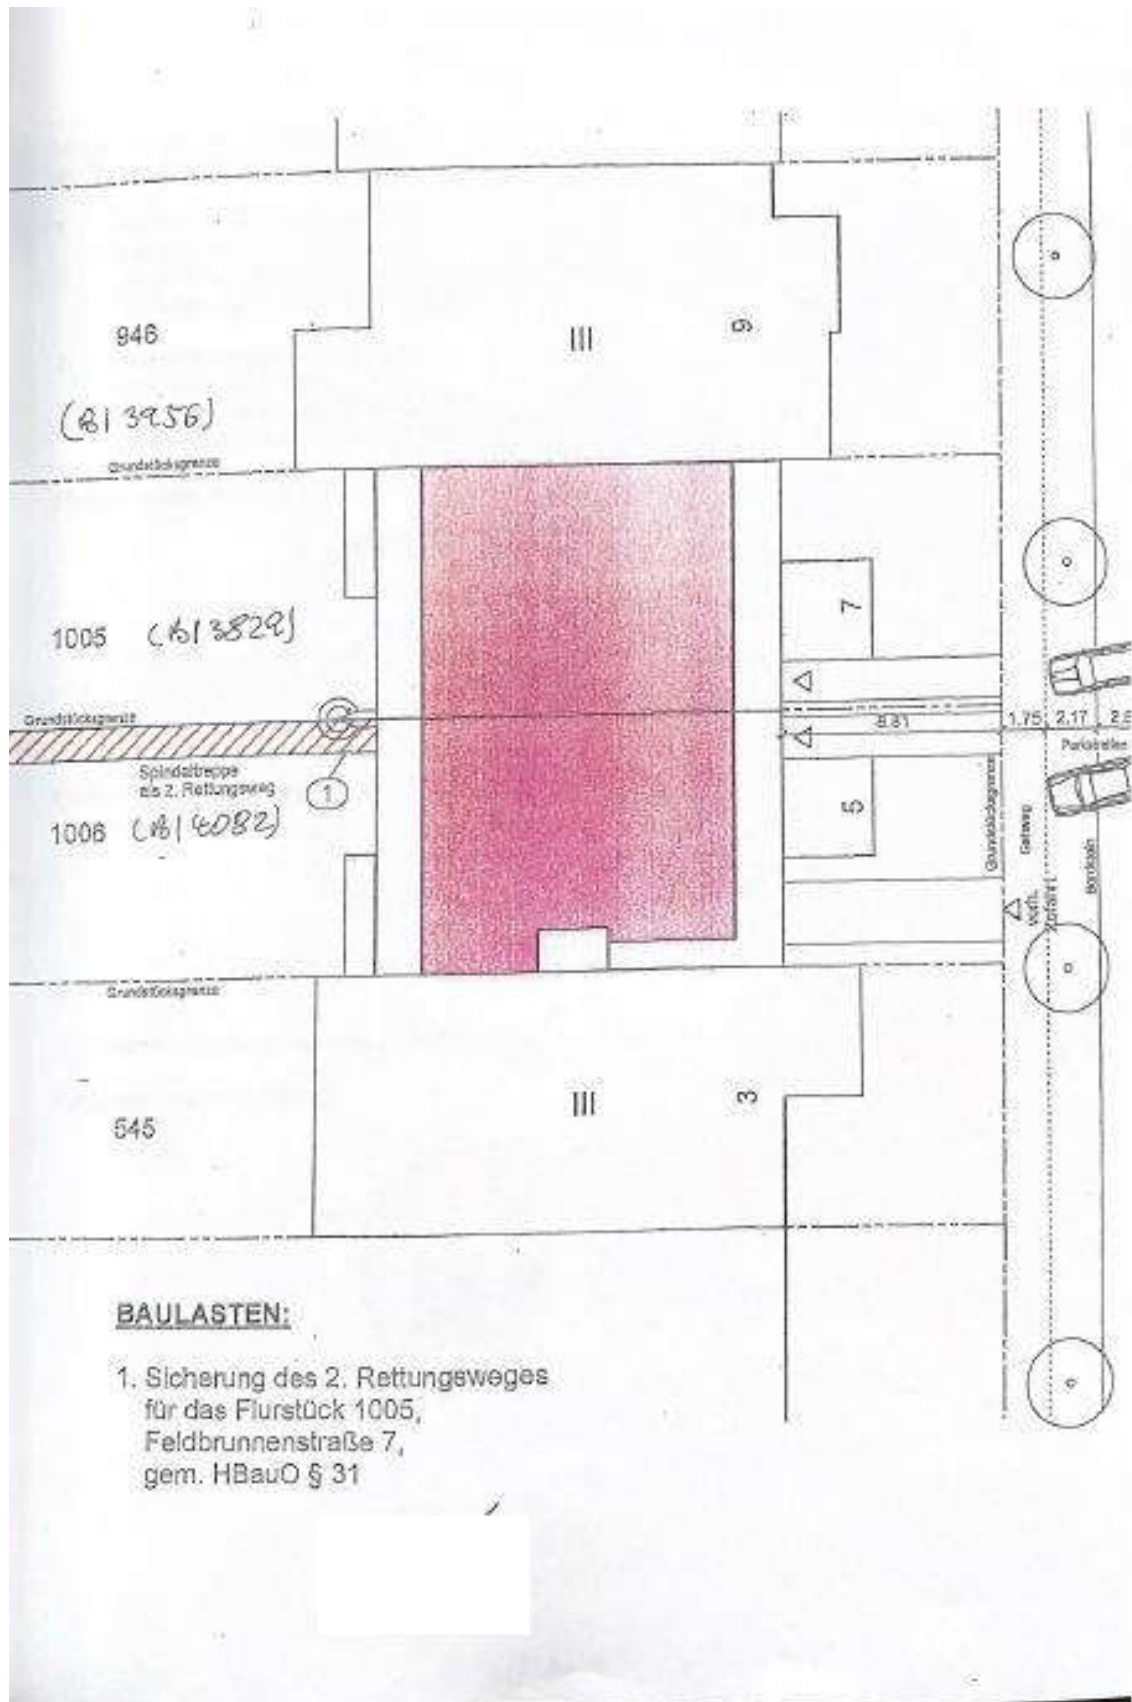 946
III
9
(Bl 3956)
Grundstücksgrenze
7
1005 (Bl 3829)
Grundstücksgrenze
8.81
1.75
2.17
Parkstreifen
Spindeltreppe
als 2. Rettungsweg
1
1006 (Bl 4082)
5
Grundstücksgrenze
Gehweg
Bordstein
vorh.
Zufahrt
Grundstücksgrenze
545
III
3
BAULASTEN:
1. Sicherung des 2. Rettungsweges
für das Flurstück 1005,
Feldbrunnenstraße 7,
gem. HBauO § 31